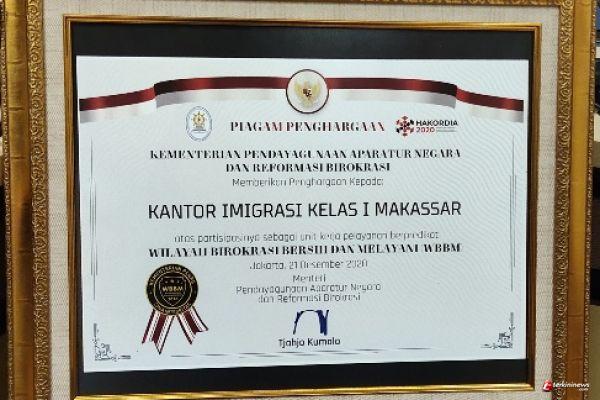 PIAGAM PENGHARGAAN
HAKORDIA
2020
KEMENTERIAN PENDAYAGUNAAN APARATUR NEGARA
DAN REFORMASI BIROKRASI
Memberikan Penghargaan Kepada:
KANTOR IMIGRASI KELAS I MAKASSAR
atas partisipasinya sebagai unit kerja pelayanan berpredikat
WILAYAH BIROKRASI BERSIH DAN MELAYANI WBBM
Jakarta, 21 Desember 2020
Menteri
Pendayagunaan Aparatur Negara
dan Reformasi Birokrasi
WBBM
Tjahjo Kumolo
terkininews
.com